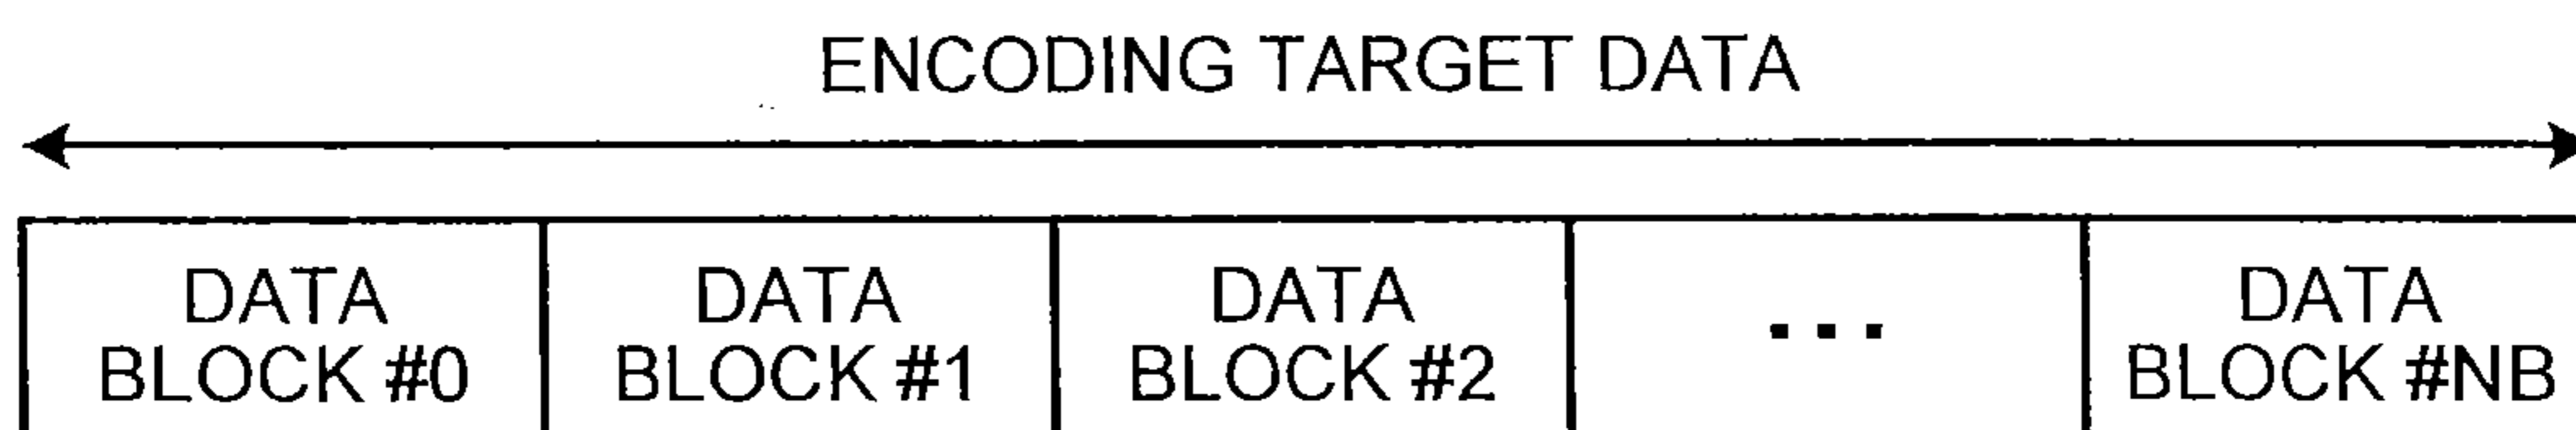 ENCODING TARGET DATA
DATA
BLOCK #0
DATA
BLOCK #1
DATA
BLOCK #2
...
DATA
BLOCK #NB